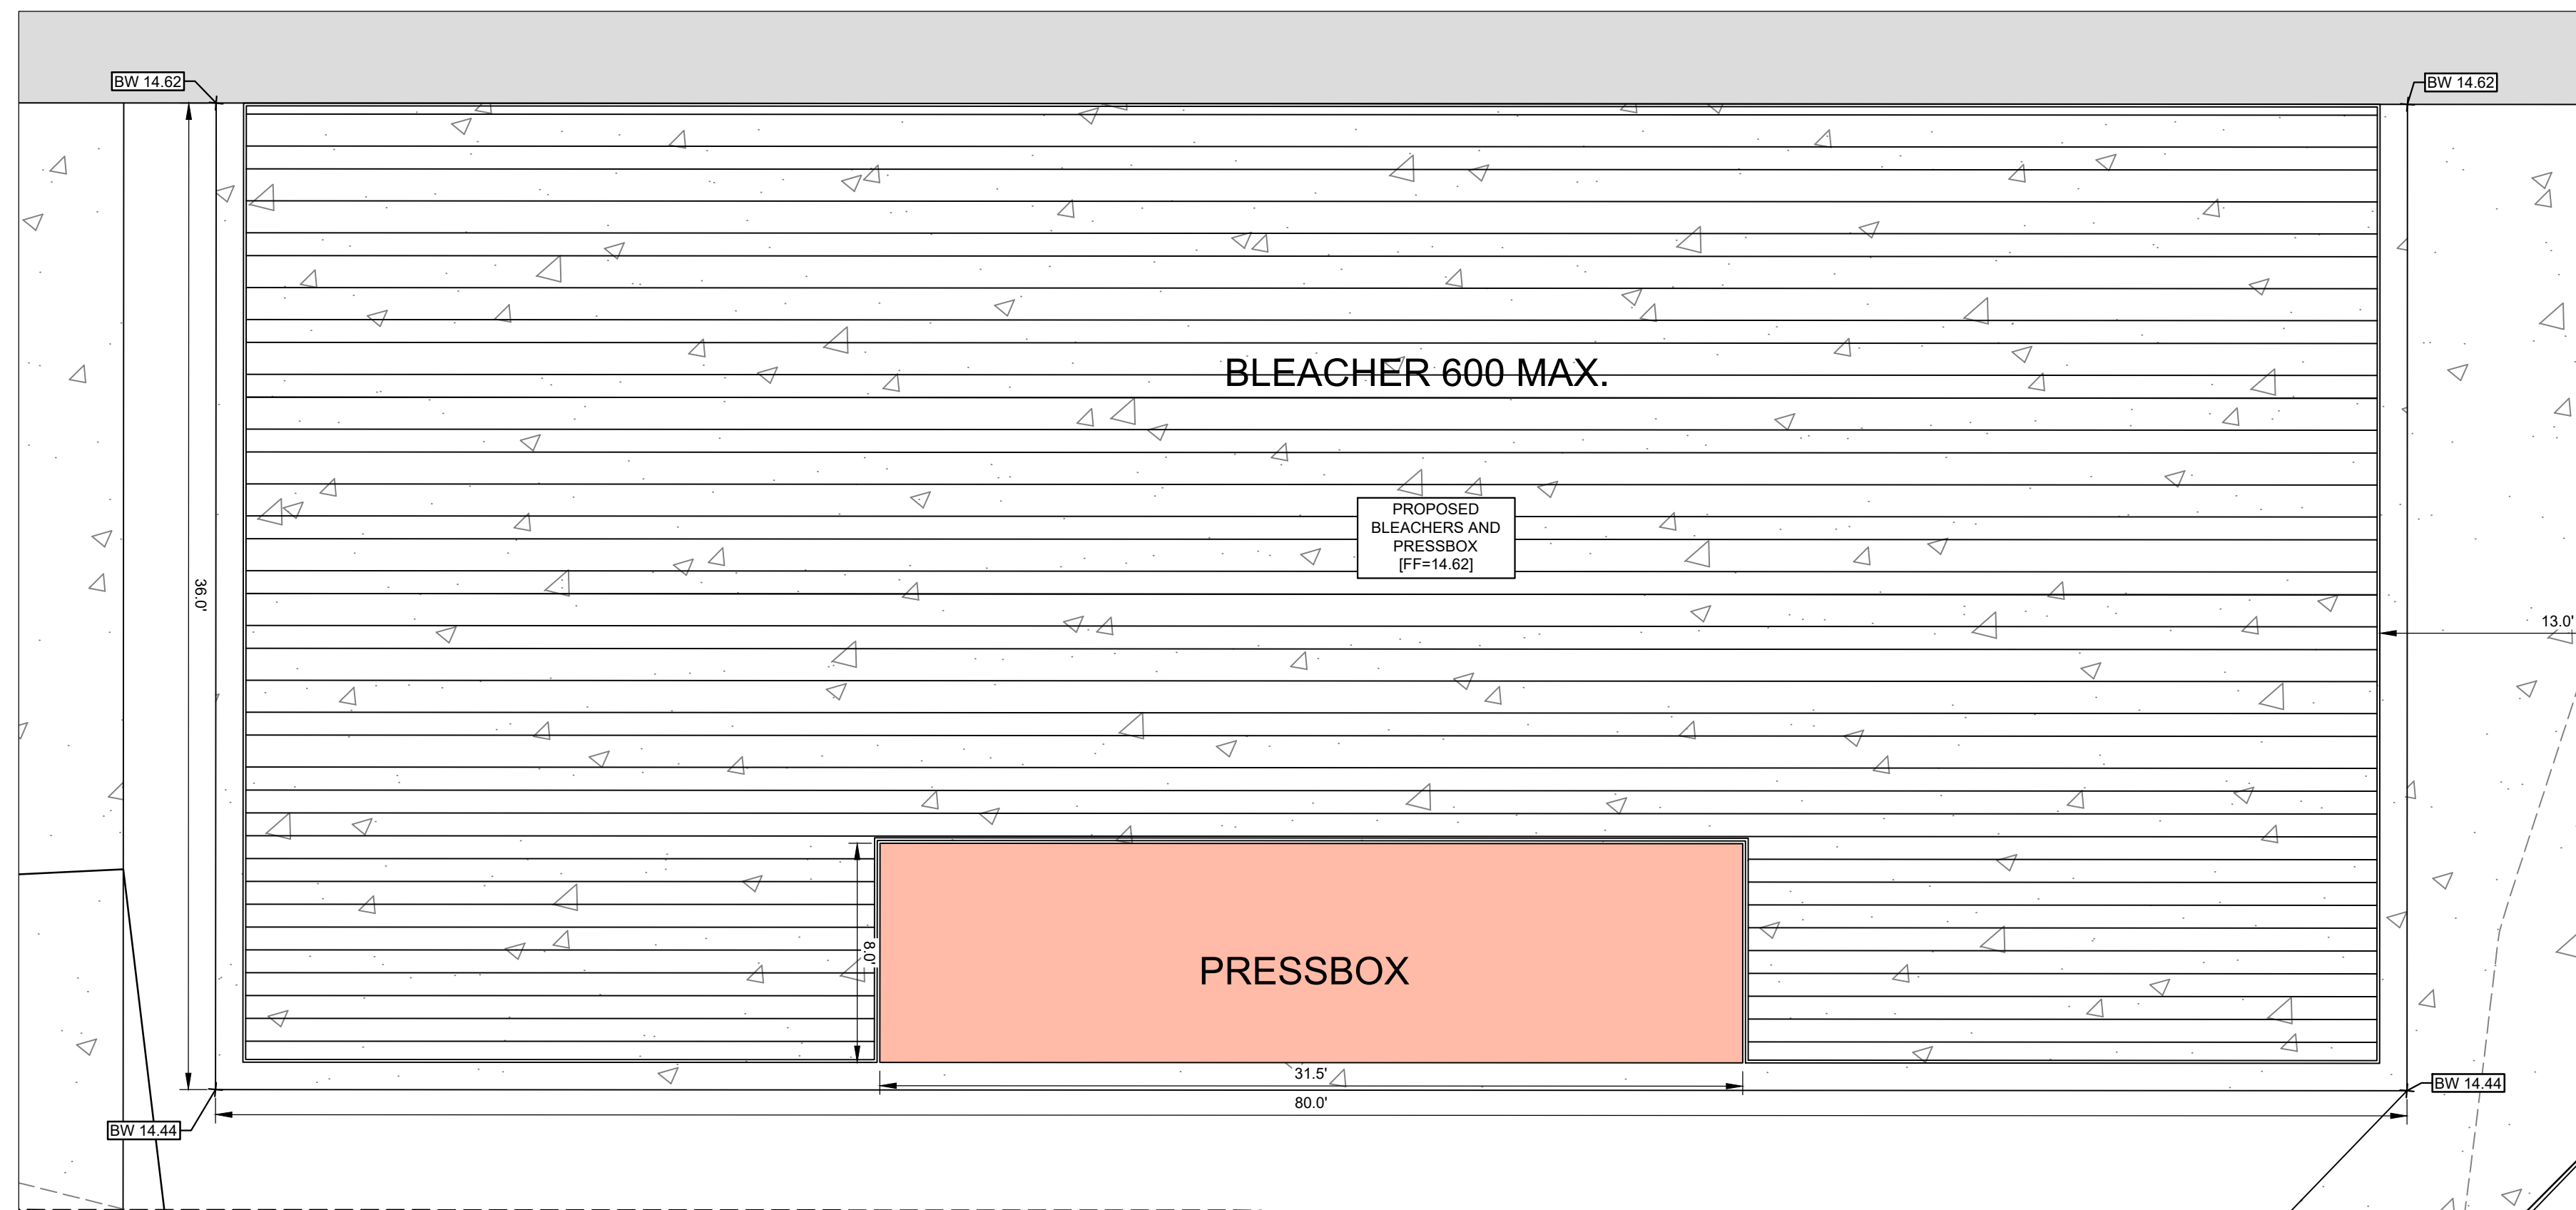 BW 14.62
BW 14.62
BLEACHER 600 MAX.
PROPOSED
BLEACHERS AND
PRESSBOX
[FF=14.62]
36.0'
13.0'
8.0'
PRESSBOX
31.5'
80.0'
BW 14.44
BW 14.44